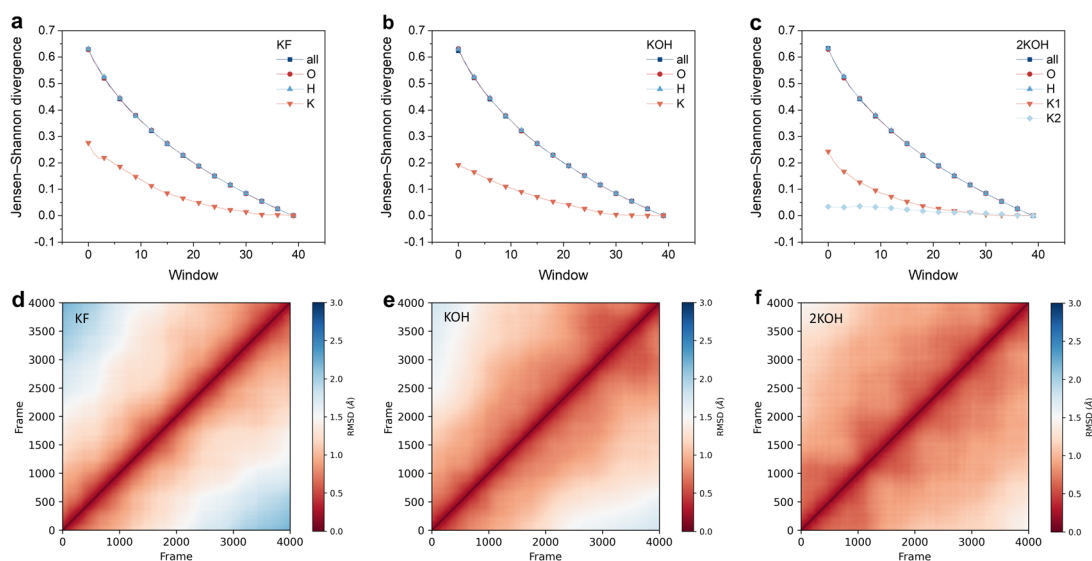 a
Jensen–Shannon divergence
0.7
0.6
0.5
0.4
0.3
0.2
0.1
0.0
-0.1
KF
all
O
H
K
0 10 20 30 40
Window
b
Jensen–Shannon divergence
0.7
0.6
0.5
0.4
0.3
0.2
0.1
0.0
-0.1
KOH
all
O
H
K
0 10 20 30 40
Window
c
Jensen–Shannon divergence
0.7
0.6
0.5
0.4
0.3
0.2
0.1
0.0
-0.1
2KOH
all
O
H
K1
K2
0 10 20 30 40
Window
d
Frame
4000
3500
3000
2500
2000
1500
1000
500
0
KF
0 1000 2000 3000 4000
Frame
3.0
2.5
2.0
1.5
1.0
0.5
0.0
RMSD (Å)
e
Frame
4000
3500
3000
2500
2000
1500
1000
500
0
KOH
0 1000 2000 3000 4000
Frame
3.0
2.5
2.0
1.5
1.0
0.5
0.0
RMSD (Å)
f
Frame
4000
3500
3000
2500
2000
1500
1000
500
0
2KOH
0 1000 2000 3000 4000
Frame
3.0
2.5
2.0
1.5
1.0
0.5
0.0
RMSD (Å)